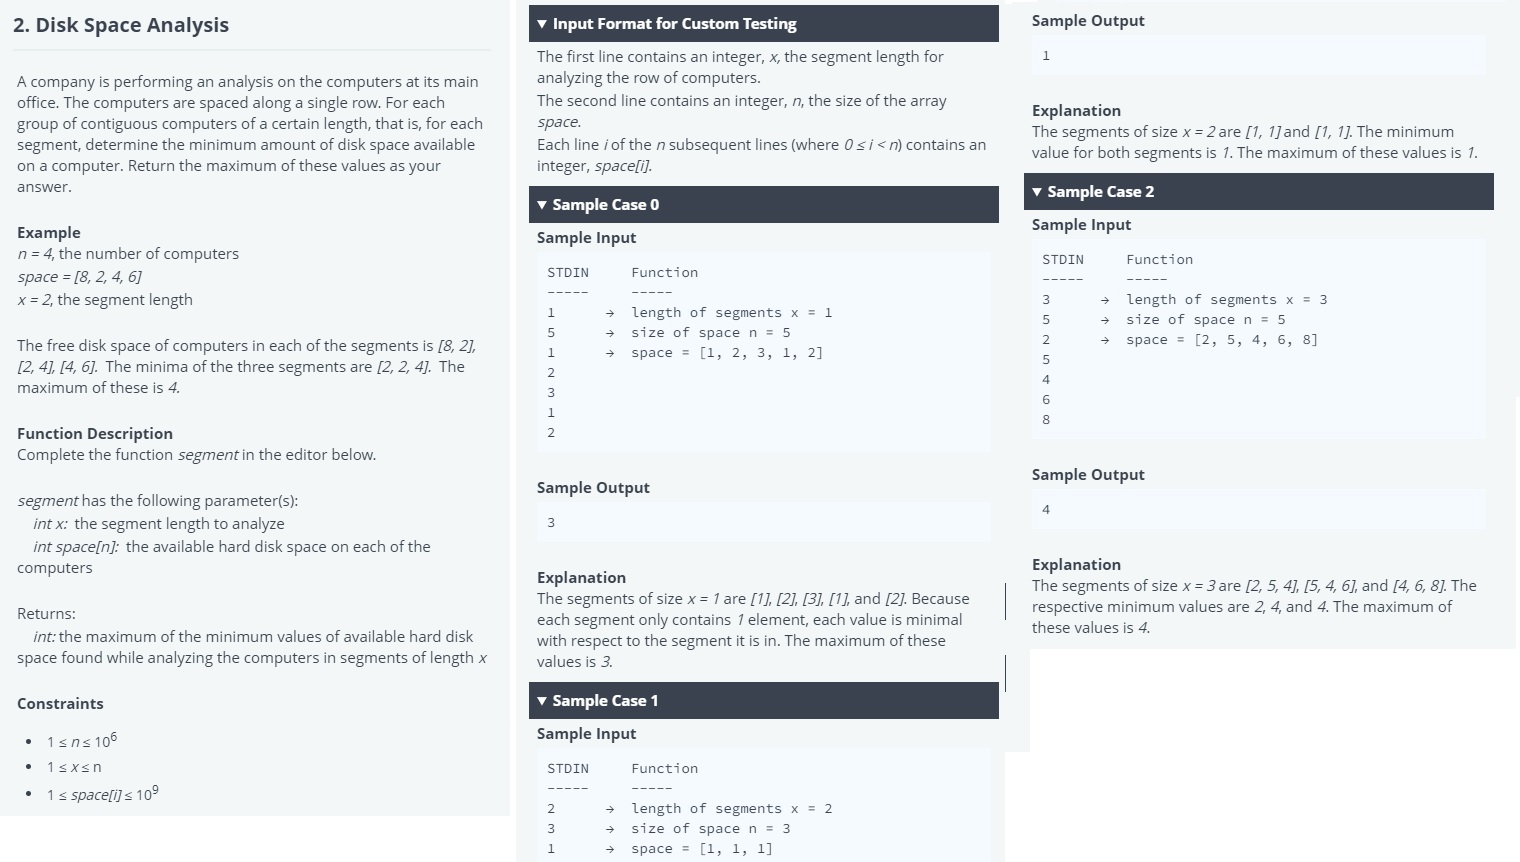 2. Disk Space Analysis
A company is performing an analysis on the computers at its main
office. The computers are spaced along a single row. For each
group of contiguous computers of a certain length, that is, for each
segment, determine the minimum amount of disk space available
on a computer. Return the maximum of these values as your
answer.
Example
n = 4, the number of computers
space = [8, 2, 4, 6]
x = 2, the segment length
The free disk space of computers in each of the segments is [8, 2],
[2, 4], [4, 6]. The minima of the three segments are [2, 2, 4]. The
maximum of these is 4.
Function Description
Complete the function segment in the editor below.
segment has the following parameter(s):
int x: the segment length to analyze
int space[n]: the available hard disk space on each of the
computers
Returns:
int: the maximum of the minimum values of available hard disk
space found while analyzing the computers in segments of length x
Constraints
• 1 ≤ n ≤ 10⁶
• 1 ≤ x ≤ n
• 1 ≤ space[i] ≤ 10⁹
▼ Input Format for Custom Testing
The first line contains an integer, x, the segment length for
analyzing the row of computers.
The second line contains an integer, n, the size of the array
space.
Each line i of the n subsequent lines (where 0 ≤ i < n) contains an
integer, space[i].
▼ Sample Case 0
Sample Input
STDIN Function
----- -----
1 → length of segments x = 1
5 → size of space n = 5
1 → space = [1, 2, 3, 1, 2]
2
3
1
2
Sample Output
3
Explanation
The segments of size x = 1 are [1], [2], [3], [1], and [2]. Because
each segment only contains 1 element, each value is minimal
with respect to the segment it is in. The maximum of these
values is 3.
▼ Sample Case 1
Sample Input
STDIN Function
----- -----
2 → length of segments x = 2
3 → size of space n = 3
1 → space = [1, 1, 1]
Sample Output
1
Explanation
The segments of size x = 2 are [1, 1] and [1, 1]. The minimum
value for both segments is 1. The maximum of these values is 1.
▼ Sample Case 2
Sample Input
STDIN Function
----- -----
3 → length of segments x = 3
5 → size of space n = 5
2 → space = [2, 5, 4, 6, 8]
5
4
6
8
Sample Output
4
Explanation
The segments of size x = 3 are [2, 5, 4], [5, 4, 6], and [4, 6, 8]. The
respective minimum values are 2, 4, and 4. The maximum of
these values is 4.